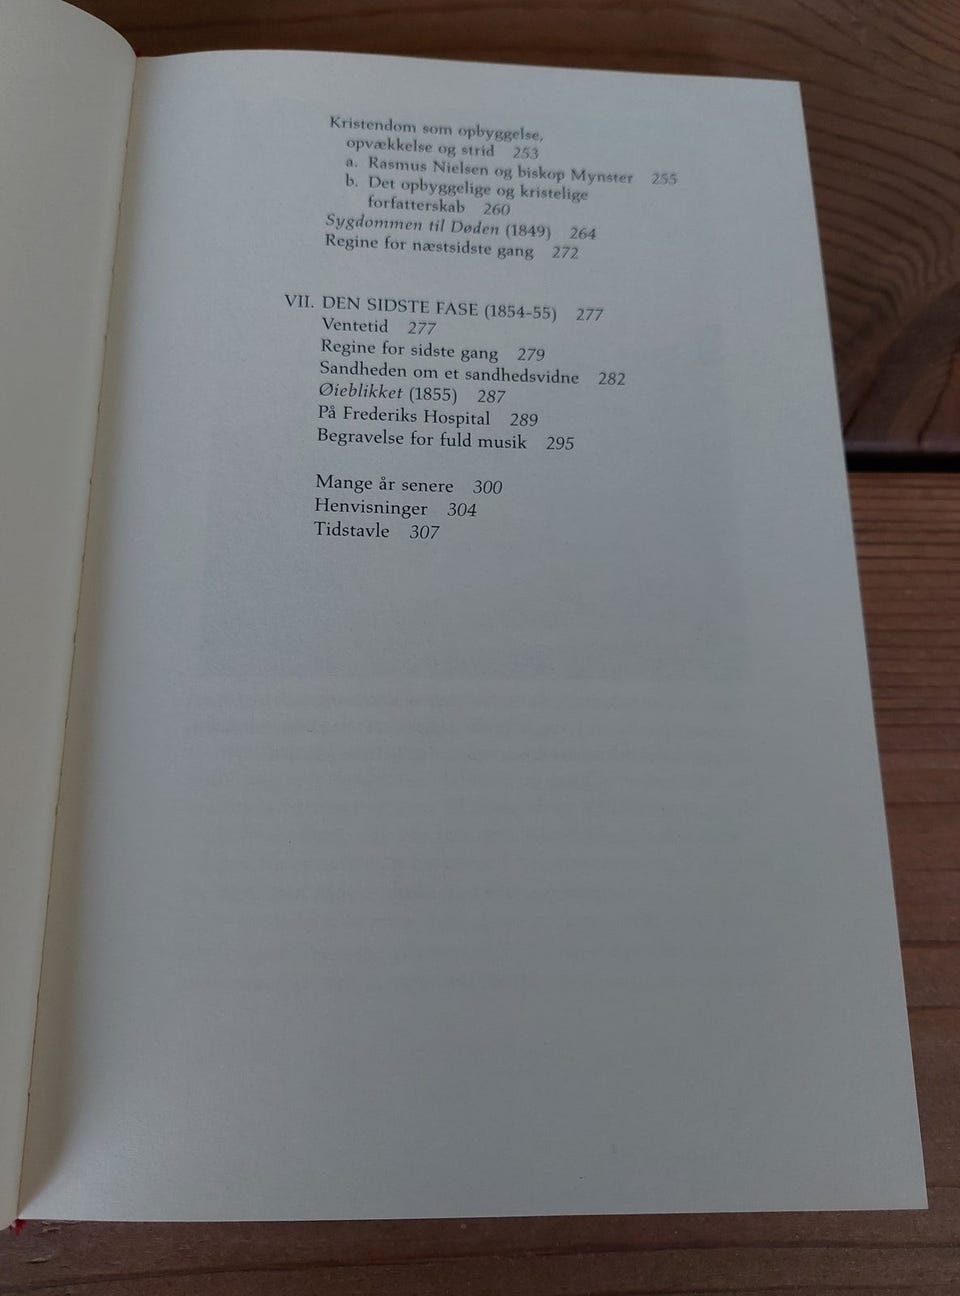 Kristendom som opbyggelse,
opvækkelse og strid 253
a. Rasmus Nielsen og biskop Mynster 255
b. Det opbyggelige og kristelige
forfatterskab 260
Sygdommen til Døden (1849) 264
Regine for næstsidste gang 272
VII. DEN SIDSTE FASE (1854-55) 277
Ventetid 277
Regine for sidste gang 279
Sandheden om et sandhedsvidne 282
Øieblikket (1855) 287
På Frederiks Hospital 289
Begravelse for fuld musik 295
Mange år senere 300
Henvisninger 304
Tidstavle 307